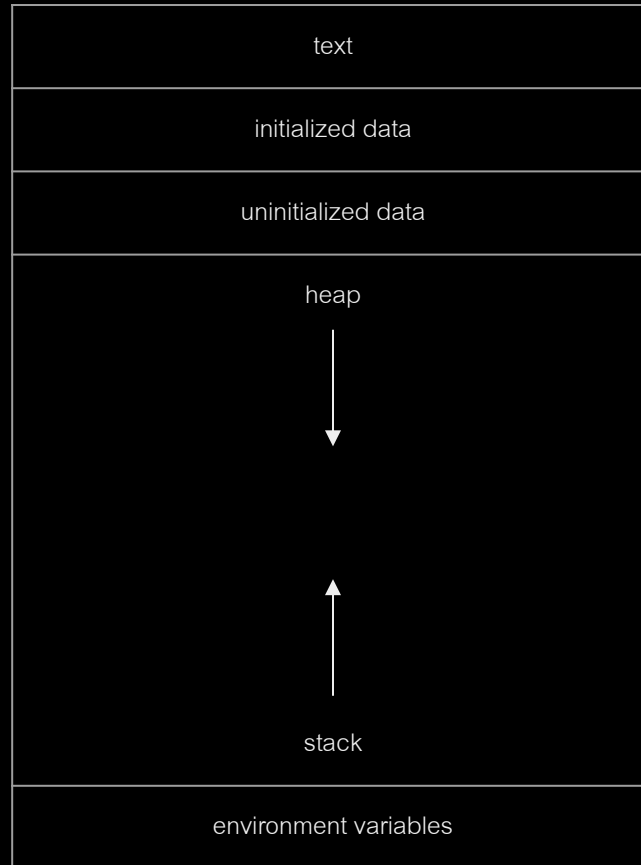 text
initialized data
uninitialized data
heap
stack
environment variables